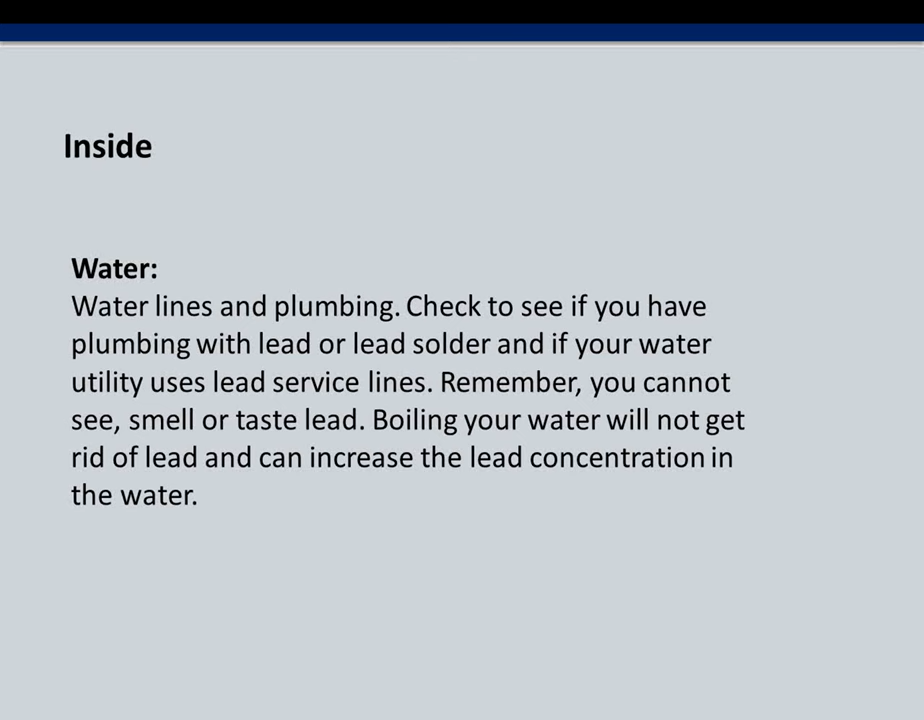 Inside
Water:
Water lines and plumbing. Check to see if you have
plumbing with lead or lead solder and if your water
utility uses lead service lines. Remember, you cannot
see, smell or taste lead. Boiling your water will not get
rid of lead and can increase the lead concentration in
the water.